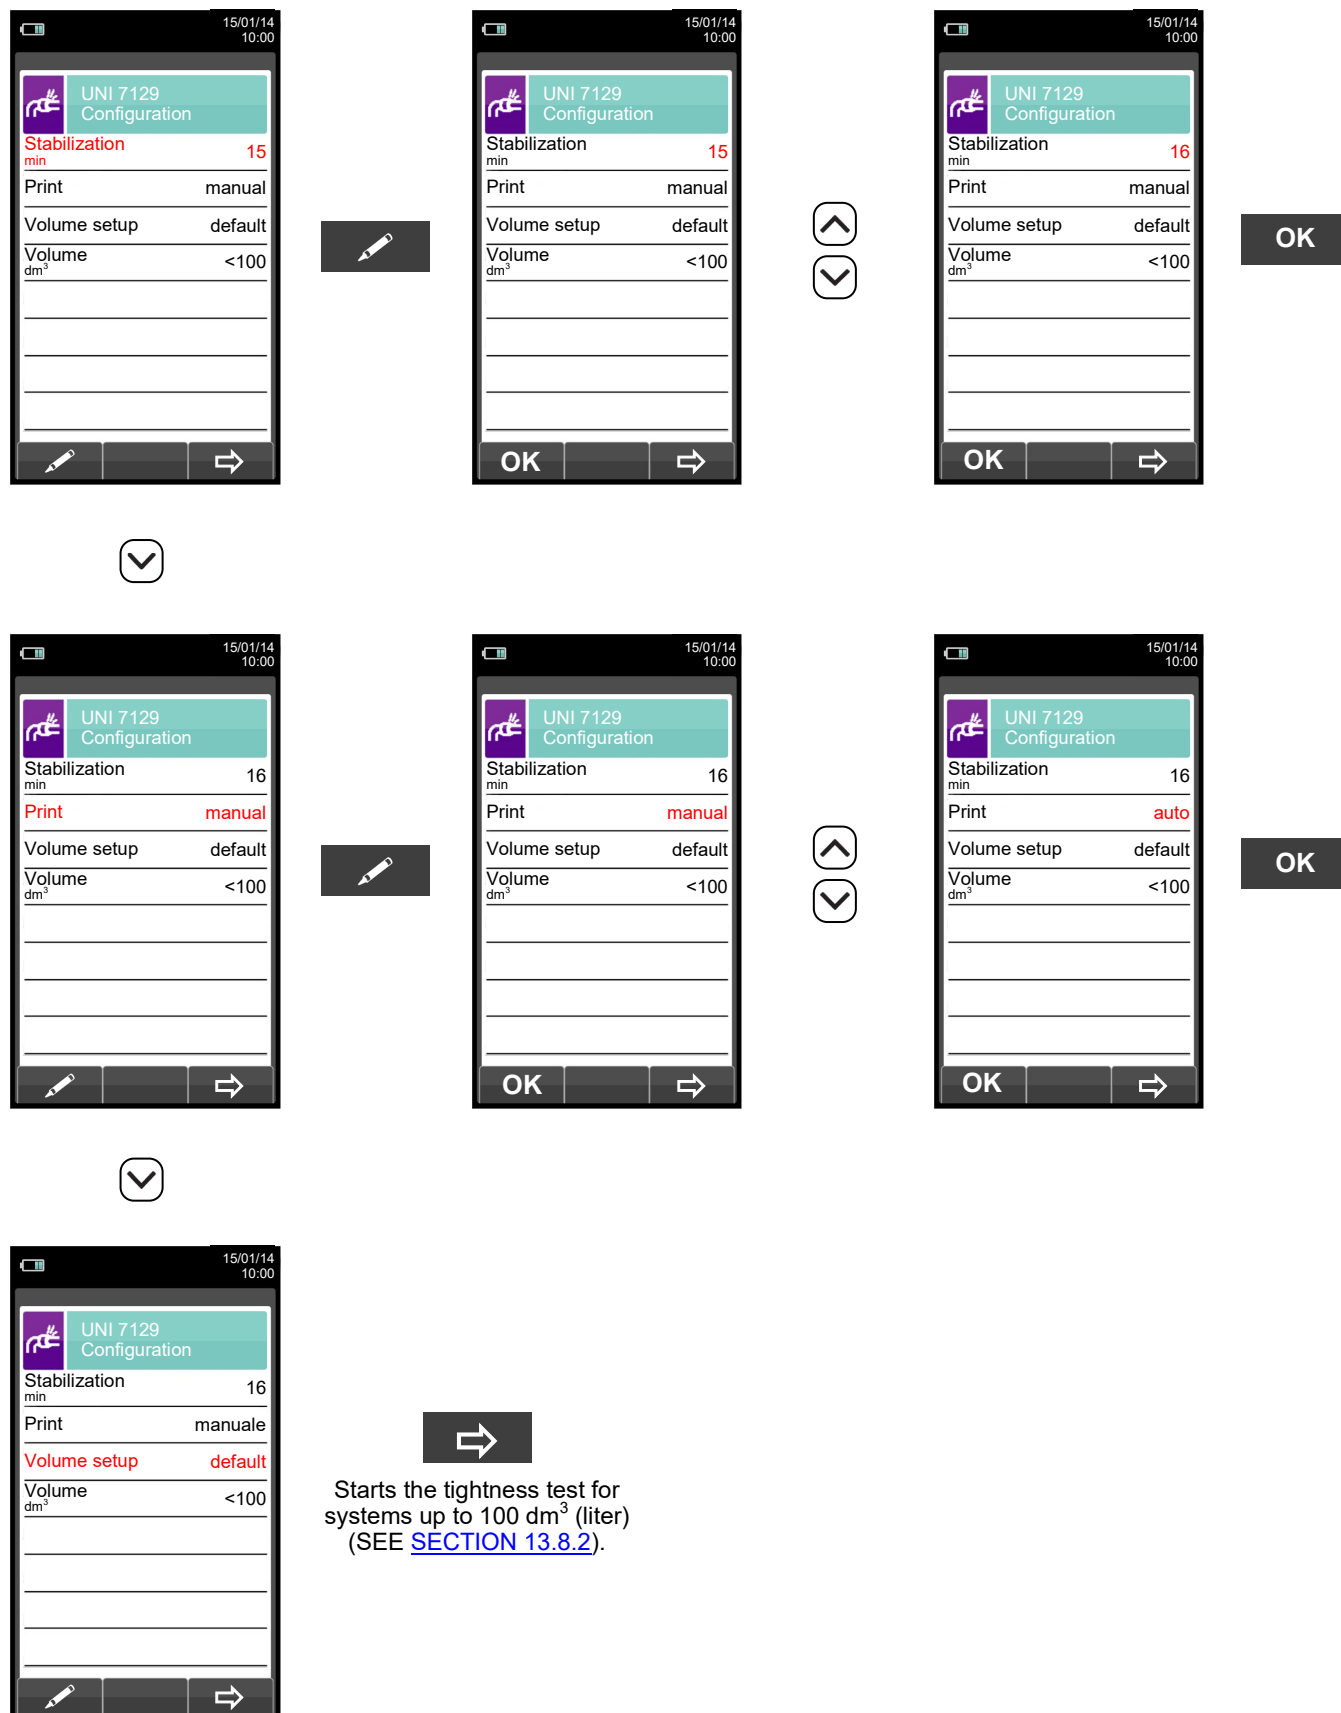 15/01/14
10:00
UNI 7129
Configuration
Stabilization
min
15
Print manual
Volume setup default
Volume
dm³
<100
15/01/14
10:00
UNI 7129
Configuration
Stabilization
min
15
Print manual
Volume setup default
Volume
dm³
<100
OK
15/01/14
10:00
UNI 7129
Configuration
Stabilization
min
16
Print manual
Volume setup default
Volume
dm³
<100
OK
OK
15/01/14
10:00
UNI 7129
Configuration
Stabilization
min
16
Print manual
Volume setup default
Volume
dm³
<100
15/01/14
10:00
UNI 7129
Configuration
Stabilization
min
16
Print manual
Volume setup default
Volume
dm³
<100
OK
15/01/14
10:00
UNI 7129
Configuration
Stabilization
min
16
Print auto
Volume setup default
Volume
dm³
<100
OK
OK
15/01/14
10:00
UNI 7129
Configuration
Stabilization
min
16
Print manuale
Volume setup default
Volume
dm³
<100
Starts the tightness test for
systems up to 100 dm³ (liter)
(SEE SECTION 13.8.2).